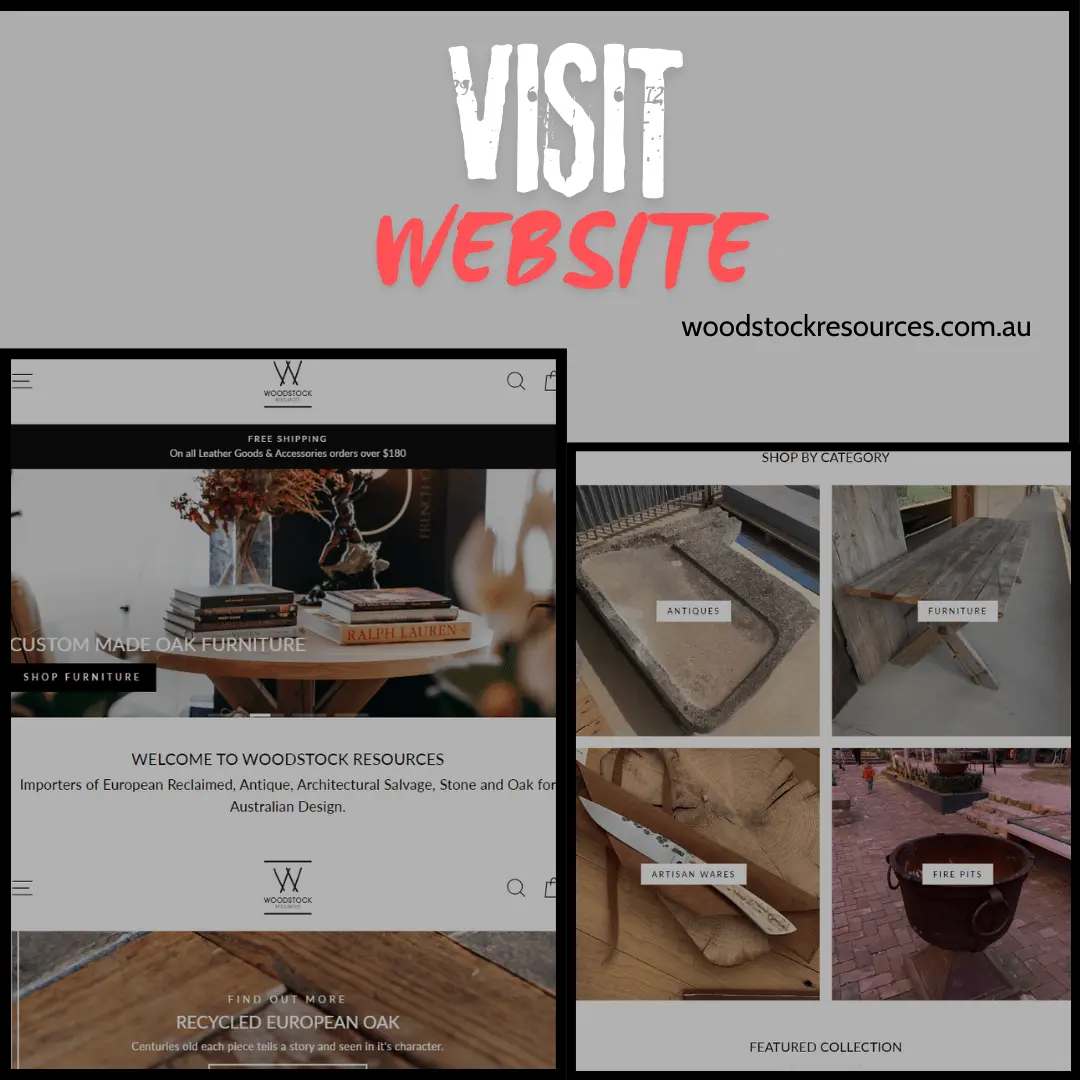 VISIT
WEBSITE
woodstockresources.com.au
WOODSTOCK
RESOURCES
FREE SHIPPING
On all Leather Goods & Accessories orders over $180
FRENCH
RALPH LAUREN
CUSTOM MADE OAK FURNITURE
SHOP FURNITURE
WELCOME TO WOODSTOCK RESOURCES
Importers of European Reclaimed, Antique, Architectural Salvage, Stone and Oak for
Australian Design.
WOODSTOCK
RESOURCES
FIND OUT MORE
RECYCLED EUROPEAN OAK
Centuries old each piece tells a story and seen in it's character.
SHOP BY CATEGORY
ANTIQUES
FURNITURE
ARTISAN WARES
FIRE PITS
FEATURED COLLECTION